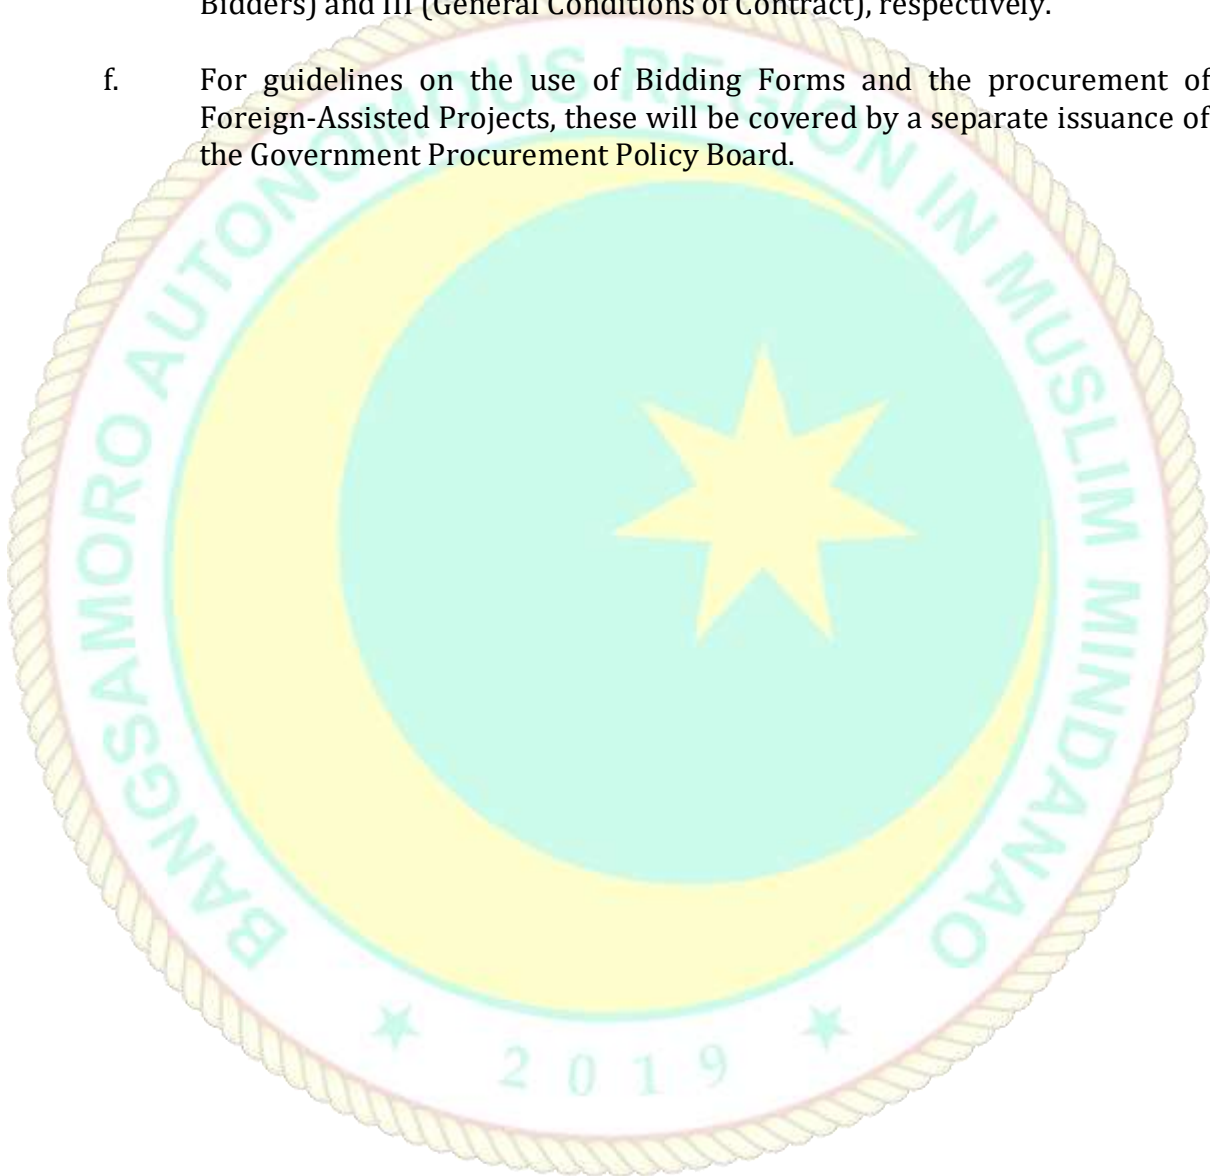 Bidders) and III (General Conditions of Contract), respectively.
f. For guidelines on the use of Bidding Forms and the procurement of
Foreign-Assisted Projects, these will be covered by a separate issuance of
the Government Procurement Policy Board.
BANGSAMORO AUTONOMOUS REGION IN MUSLIM MINDANAO
2019